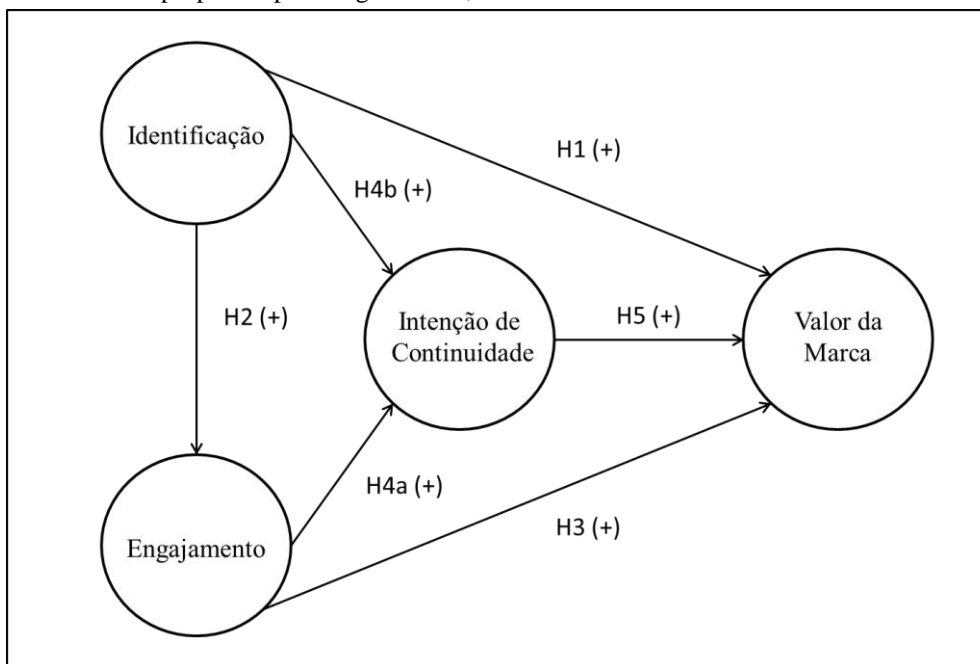 Identificação
H1 (+)
H4b (+)
H2 (+)
Intenção de
Continuidade
H5 (+)
Valor da
Marca
H4a (+)
H3 (+)
Engajamento